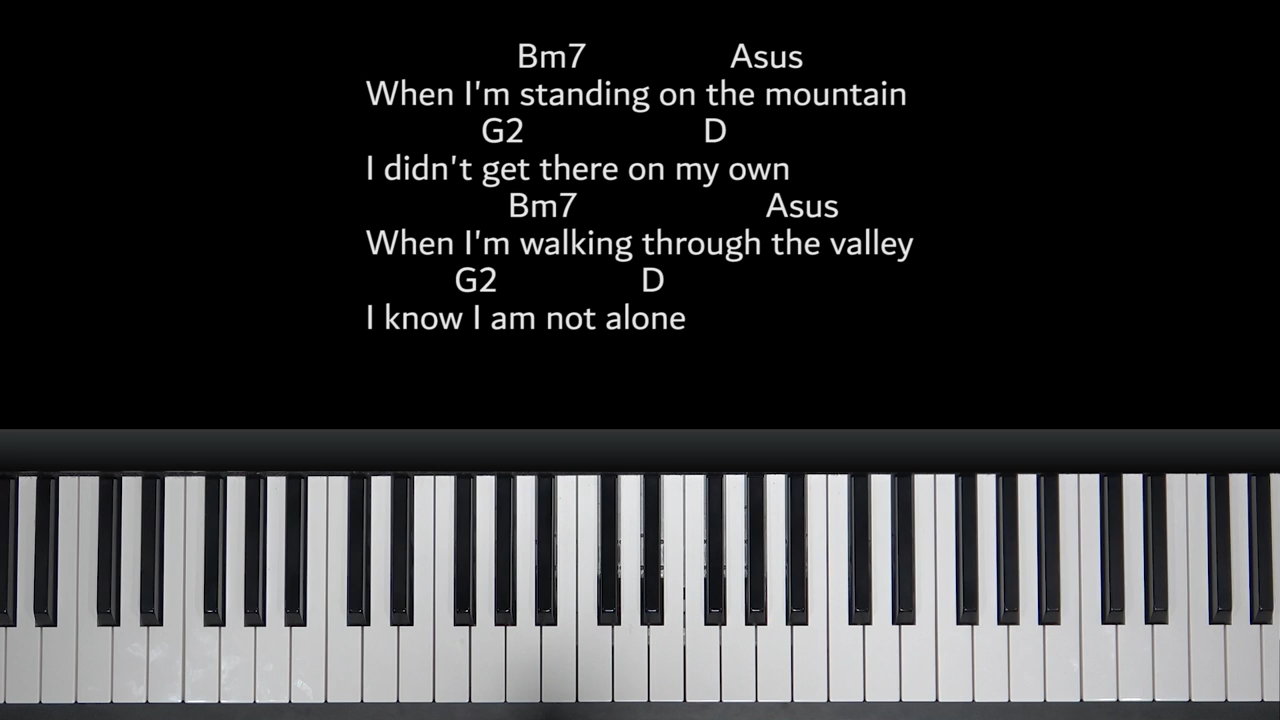 Bm7 Asus
When I'm standing on the mountain
G2 D
I didn't get there on my own
Bm7 Asus
When I'm walking through the valley
G2 D
I know I am not alone